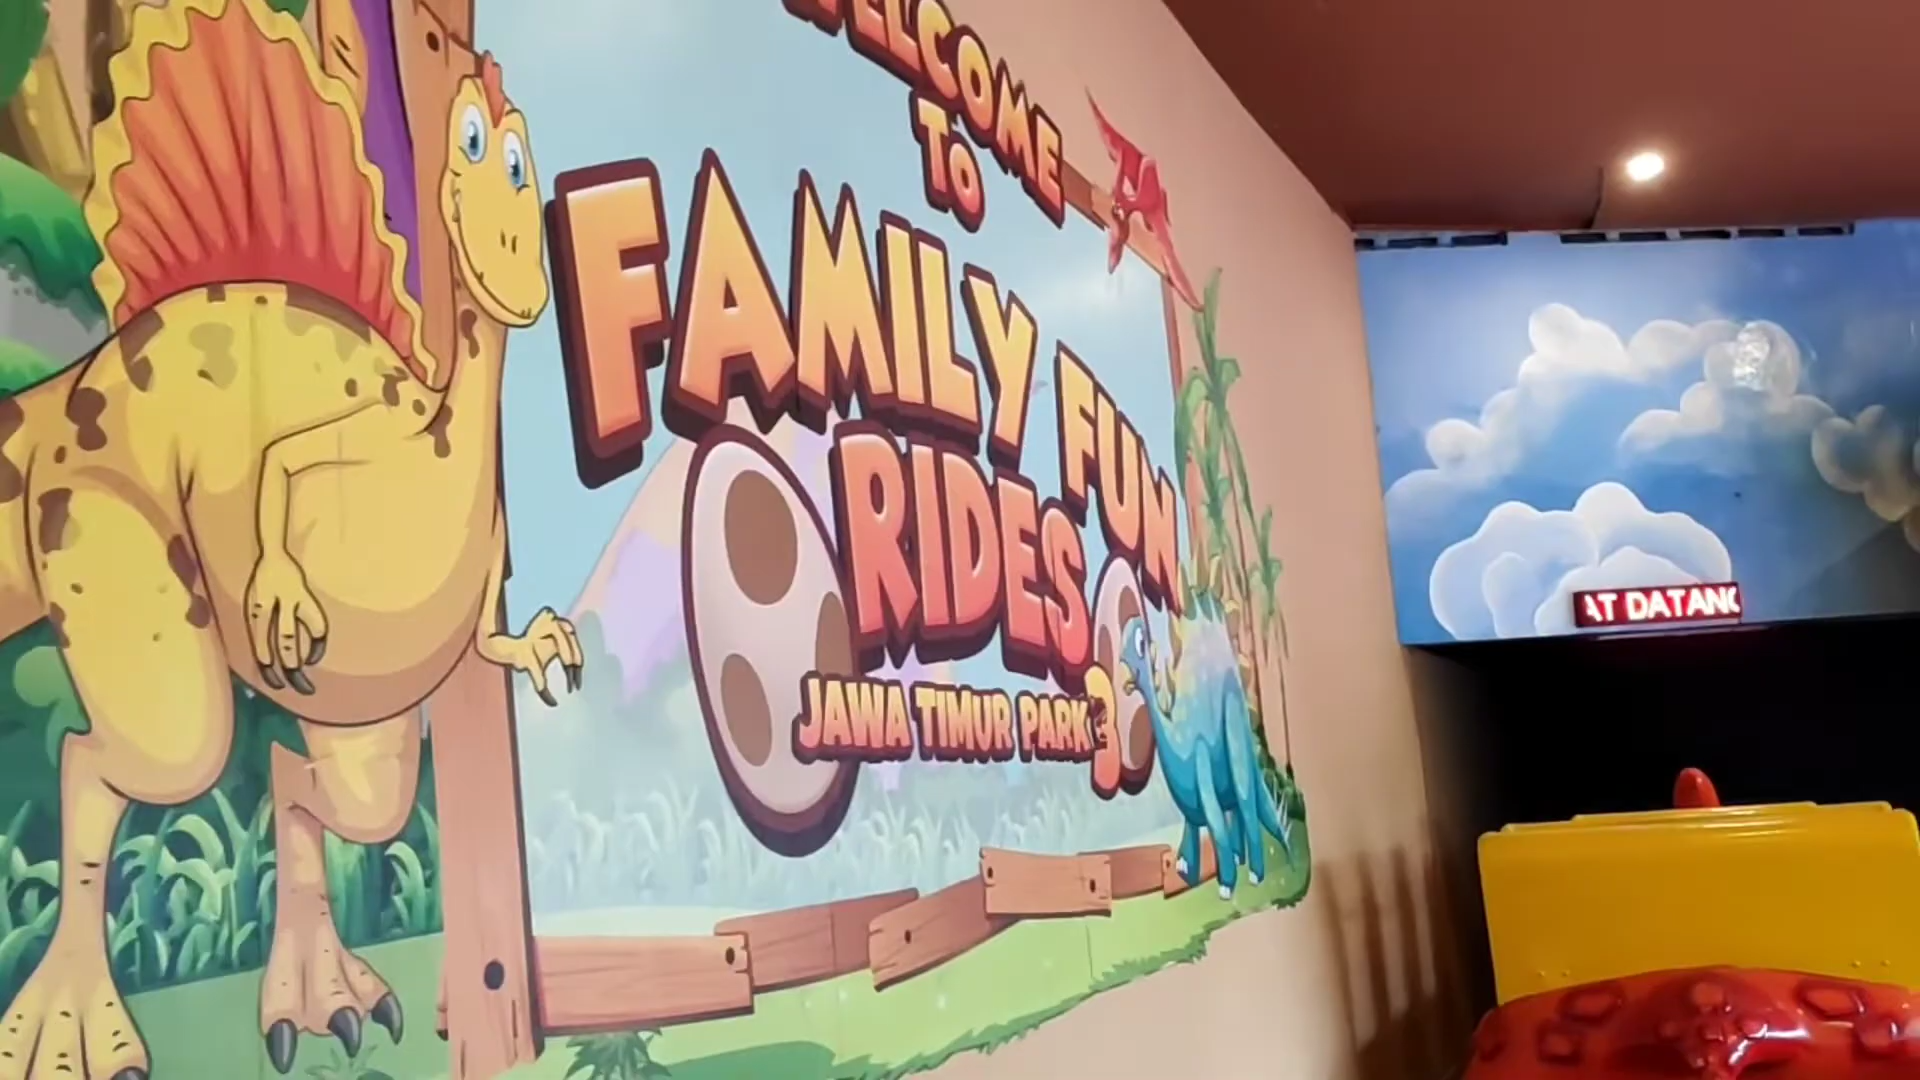 WELCOME
TO
FAMILY FUN
RIDES
JAWA TIMUR PARK 3
AT DATANG